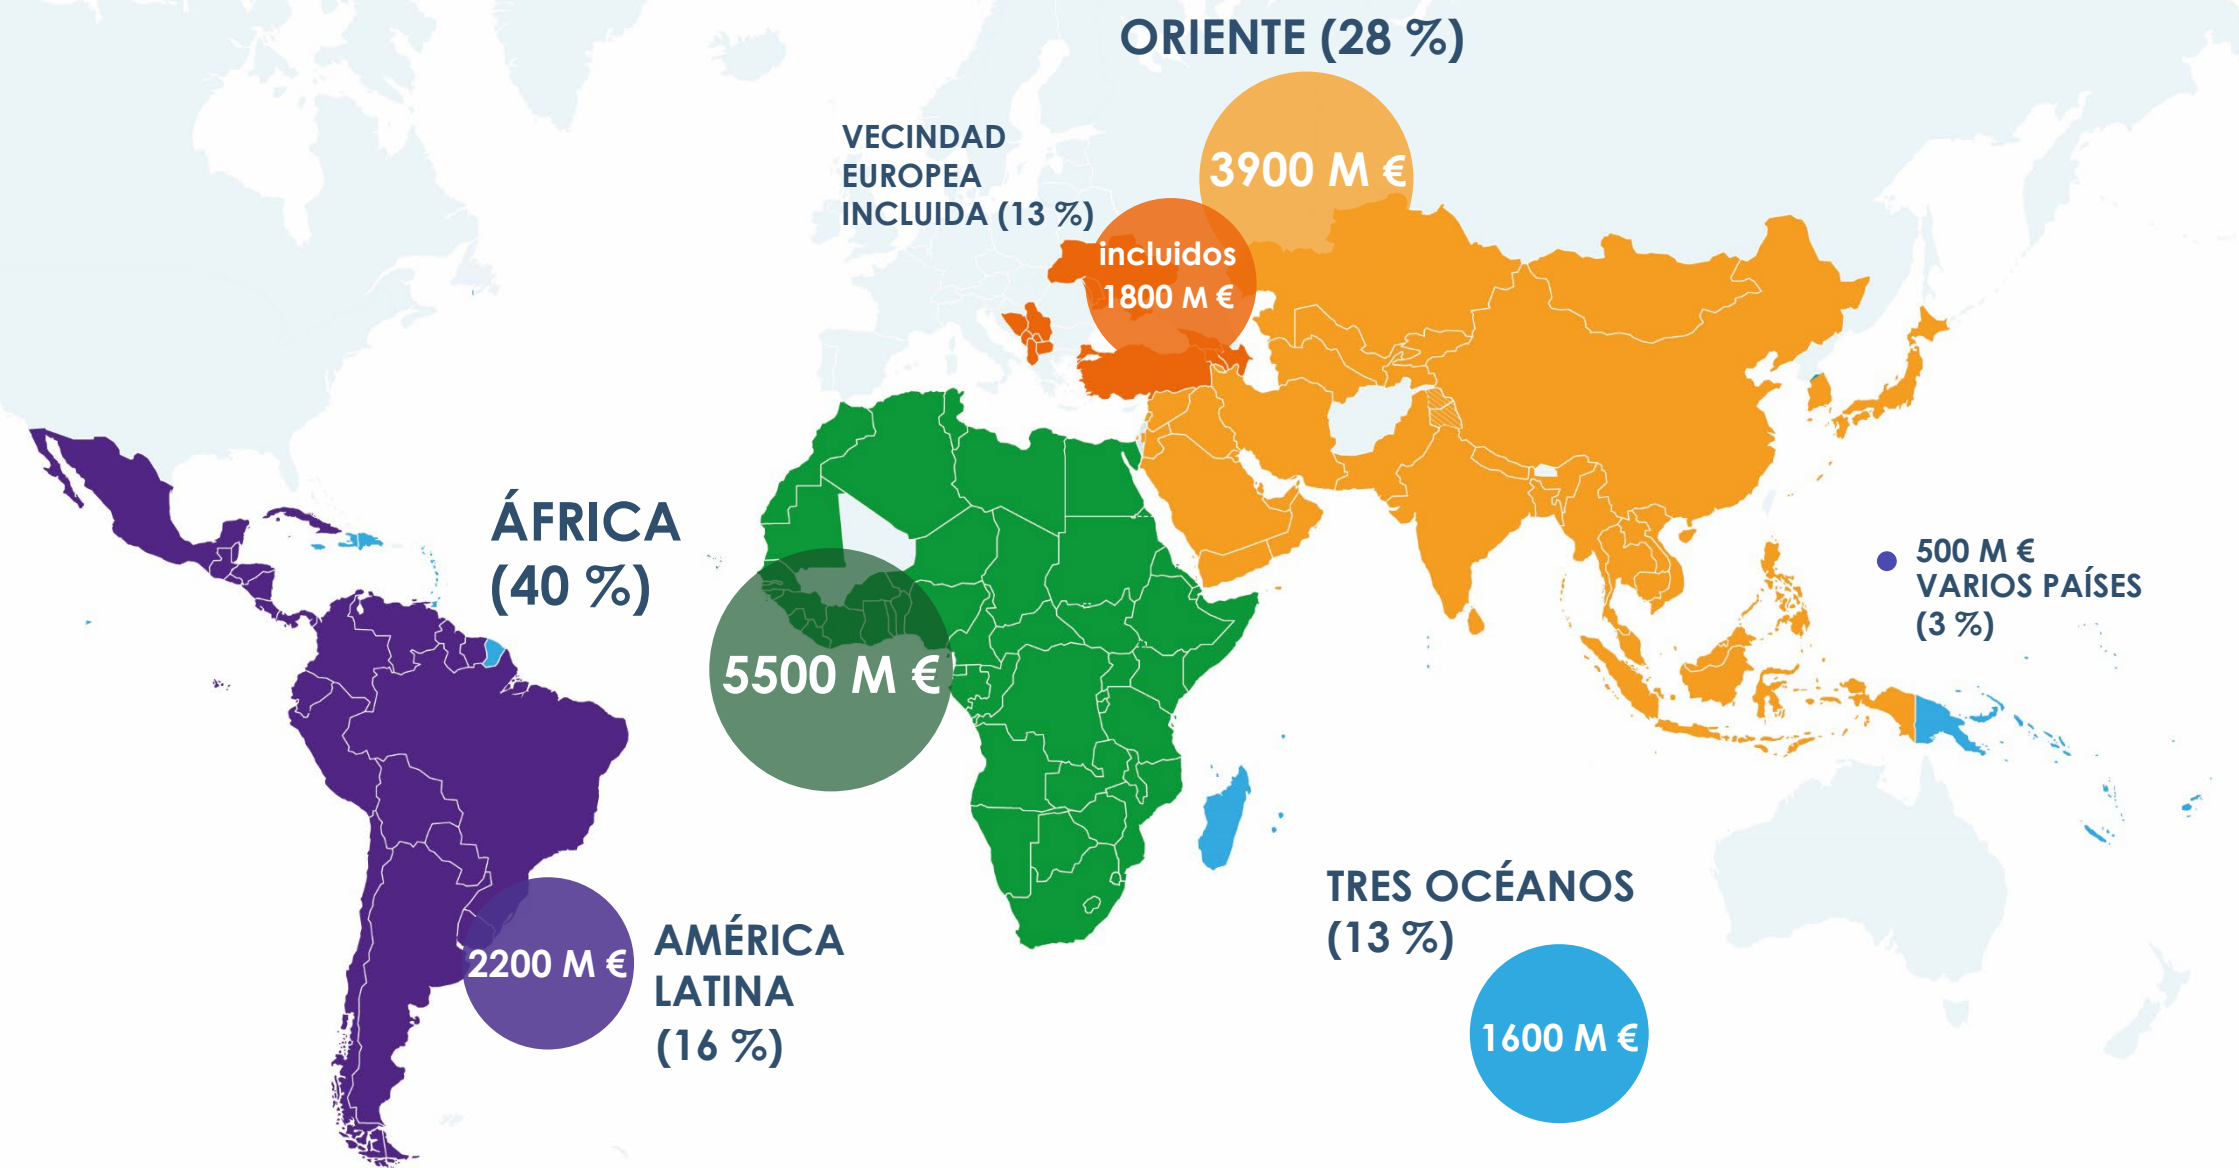 ORIENTE (28 %)
3900 M €
VECINDAD
EUROPEA
INCLUIDA (13 %)
incluidos
1800 M €
ÁFRICA
(40 %)
5500 M €
500 M €
VARIOS PAÍSES
(3 %)
AMÉRICA
LATINA
(16 %)
2200 M €
TRES OCÉANOS
(13 %)
1600 M €